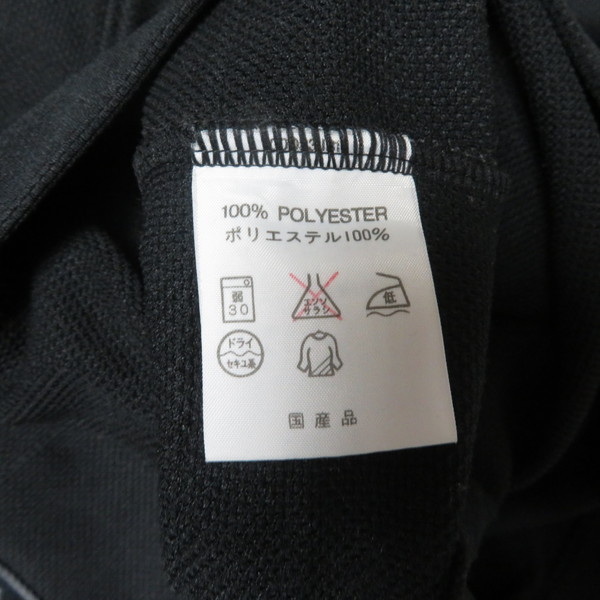 100% POLYESTER
ポリエステル100%
弱
30
エンソ
サラシ
低
ドライ
セキユ系
国産品